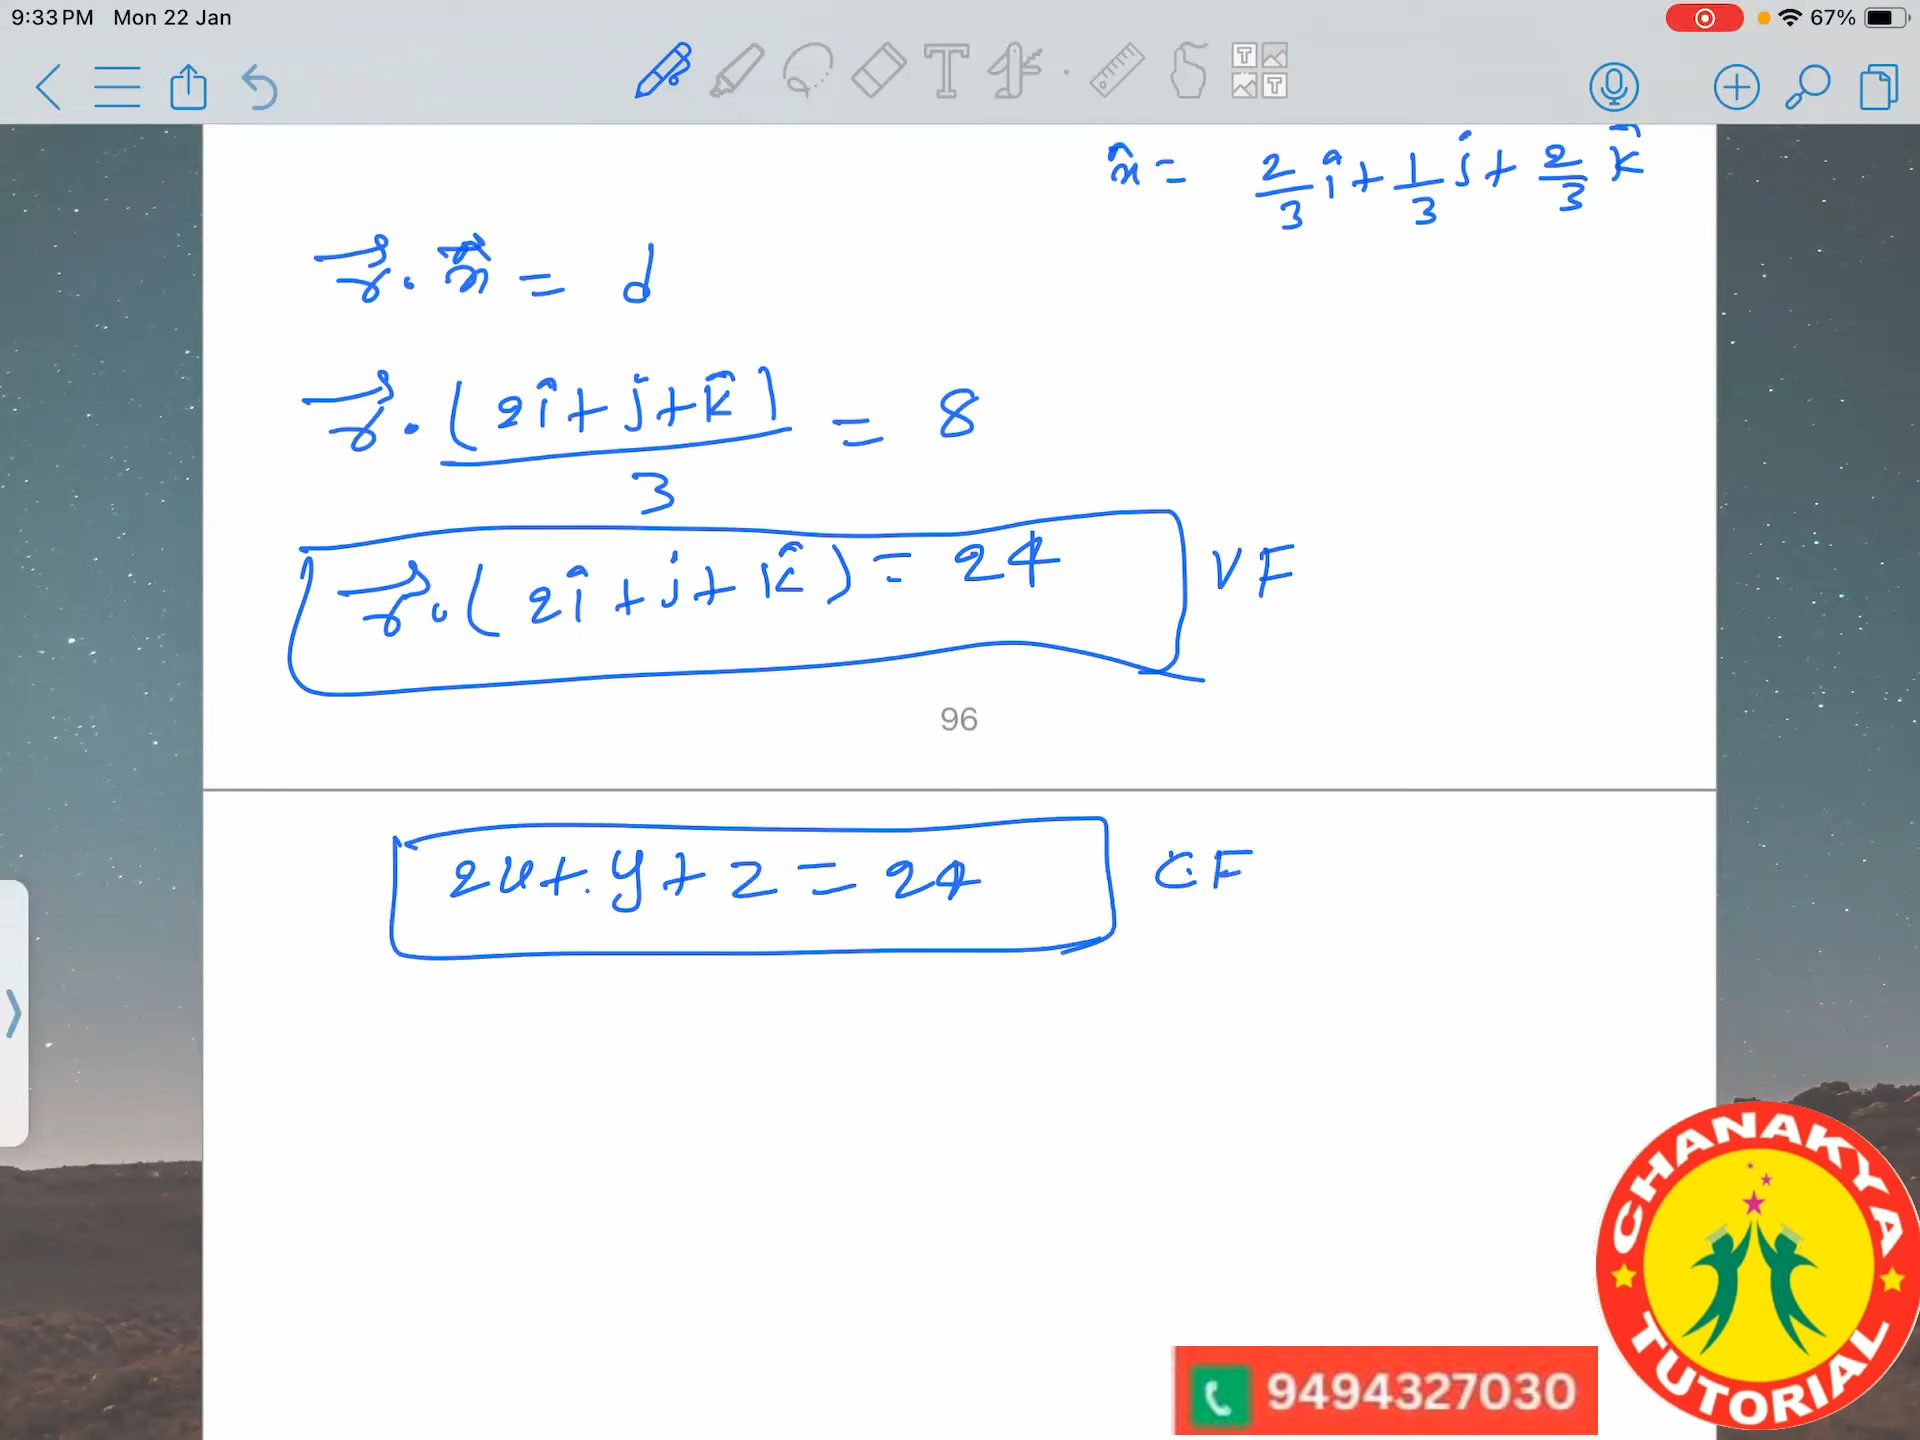 9:33 PM Mon 22 Jan
67%
n̂ = 2/3 î + 1/3 ĵ + 2/3 k̂
r⃗ . n̂ = d
r⃗ . (2î + ĵ + k̂)/3 = 8
r⃗ . (2î + ĵ + k̂) = 24 VF
96
2x + y + z = 24 CF
CHANAKYA
TUTORIAL
9494327030